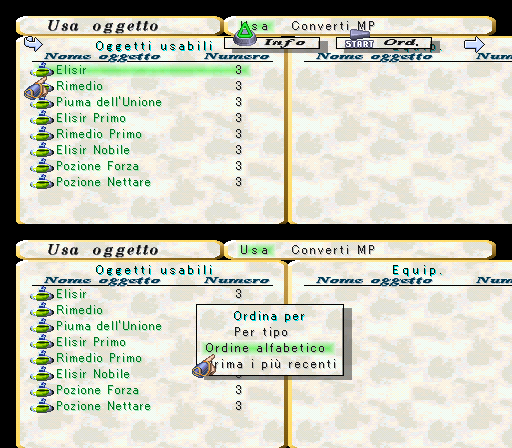 Usa oggetto Usa Converti MP
Oggetti usabili Info START Ord.
Nome oggetto Numero Nome oggetto
Elisir 3
Rimedio 3
Piuma dell'Unione 3
Elisir Primo 3
Rimedio Primo 3
Elisir Nobile 3
Pozione Forza 3
Pozione Nettare 3
Usa oggetto Usa Converti MP
Oggetti usabili Equip.
Nome oggetto Numero Nome oggetto
Elisir 3
Rimedio
Piuma dell'Unione
Elisir Primo
Rimedio Primo
Elisir Nobile
Pozione Forza 3
Pozione Nettare 3
Ordina per
Per tipo
Ordine alfabetico
rima i più recenti